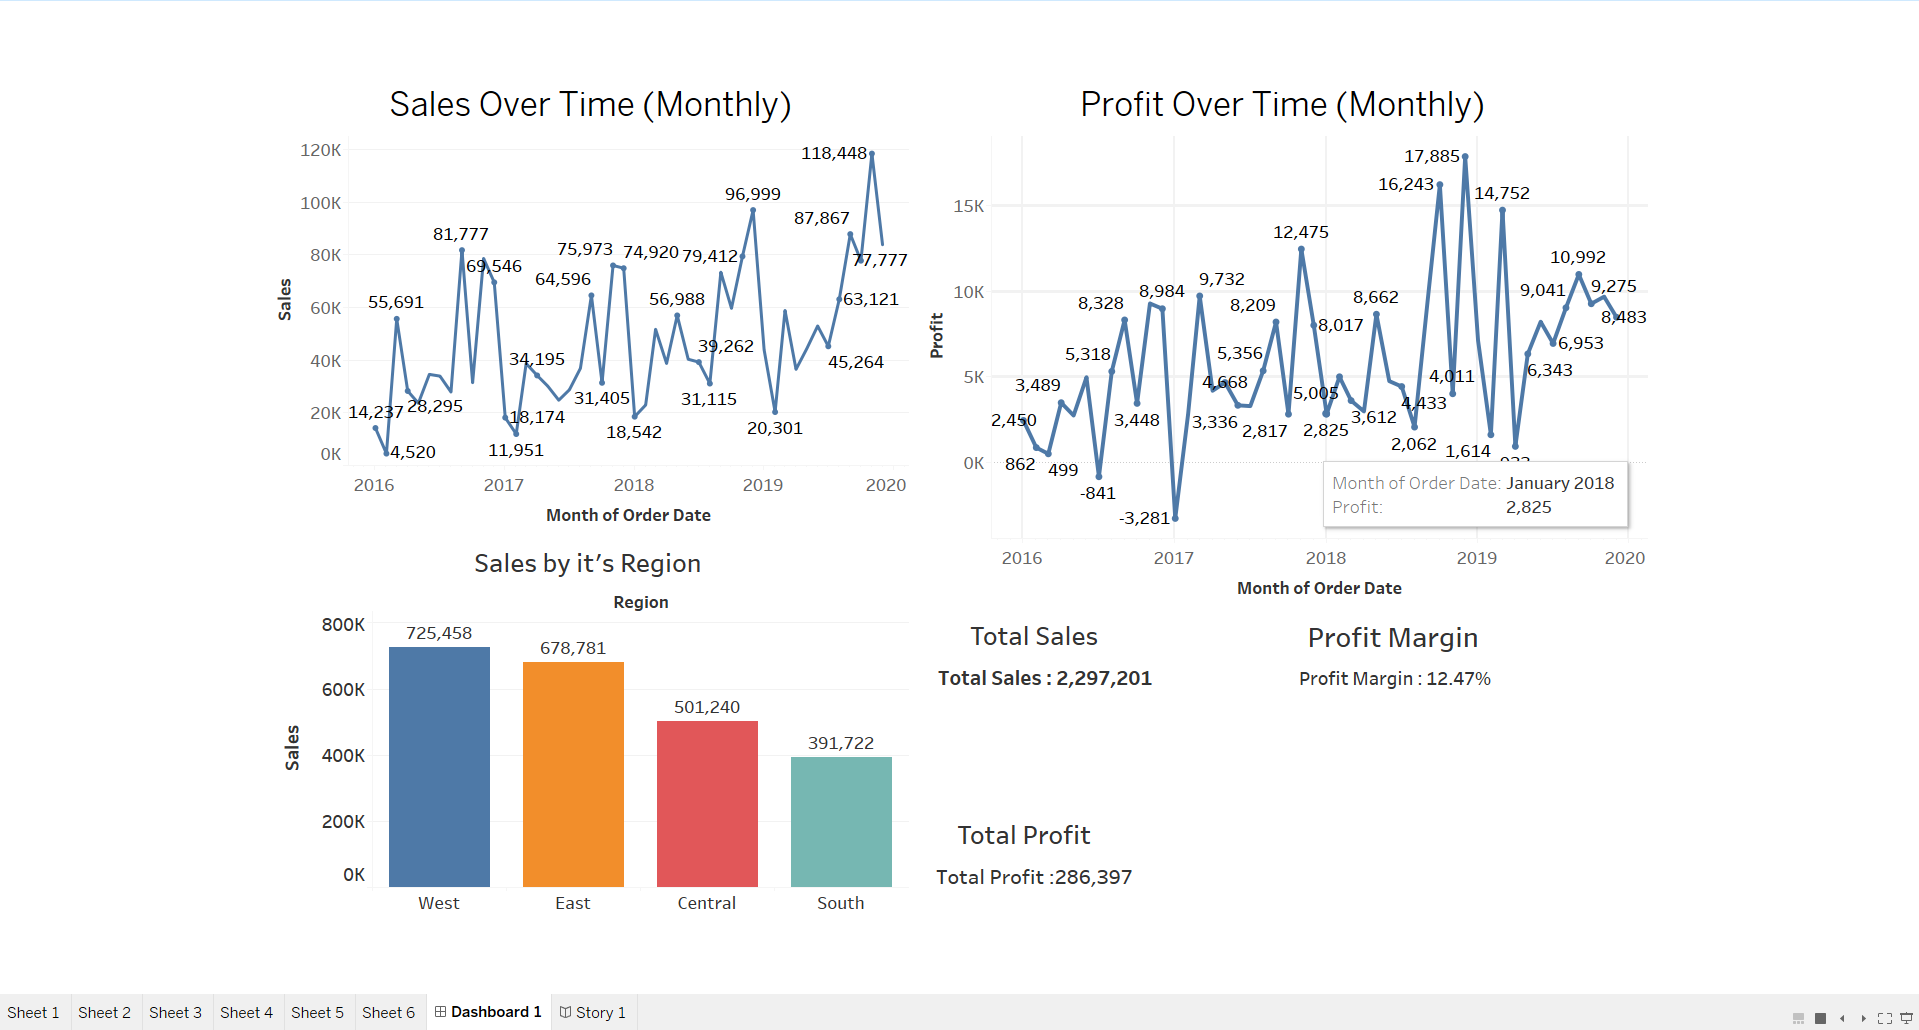 Sales Over Time (Monthly)
120K
100K
80K
60K
40K
20K
0K
Sales
118,448
96,999
87,867
81,777
75,973
74,920
79,412
77,777
69,546
64,596
55,691
56,988
63,121
34,195
39,262
45,264
14,237
28,295
31,405
31,115
18,174
18,542
20,301
4,520
11,951
2016
2017
2018
2019
2020
Month of Order Date
Profit Over Time (Monthly)
15K
10K
5K
0K
Profit
17,885
16,243
14,752
12,475
10,992
9,732
9,275
8,984
9,041
8,328
8,209
8,662
8,017
8,483
5,318
5,356
6,953
6,343
3,489
4,668
5,005
4,011
4,433
2,450
3,448
3,336
2,817
2,825
3,612
2,062
1,614
862
499
-841
-3,281
Month of Order Date: January 2018
Profit: 2,825
2016
2017
2018
2019
2020
Month of Order Date
Sales by it’s Region
Region
800K
600K
400K
200K
0K
Sales
725,458
678,781
501,240
391,722
West
East
Central
South
Total Sales
Total Sales : 2,297,201
Profit Margin
Profit Margin : 12.47%
Total Profit
Total Profit :286,397
Sheet 1
Sheet 2
Sheet 3
Sheet 4
Sheet 5
Sheet 6
Dashboard 1
Story 1